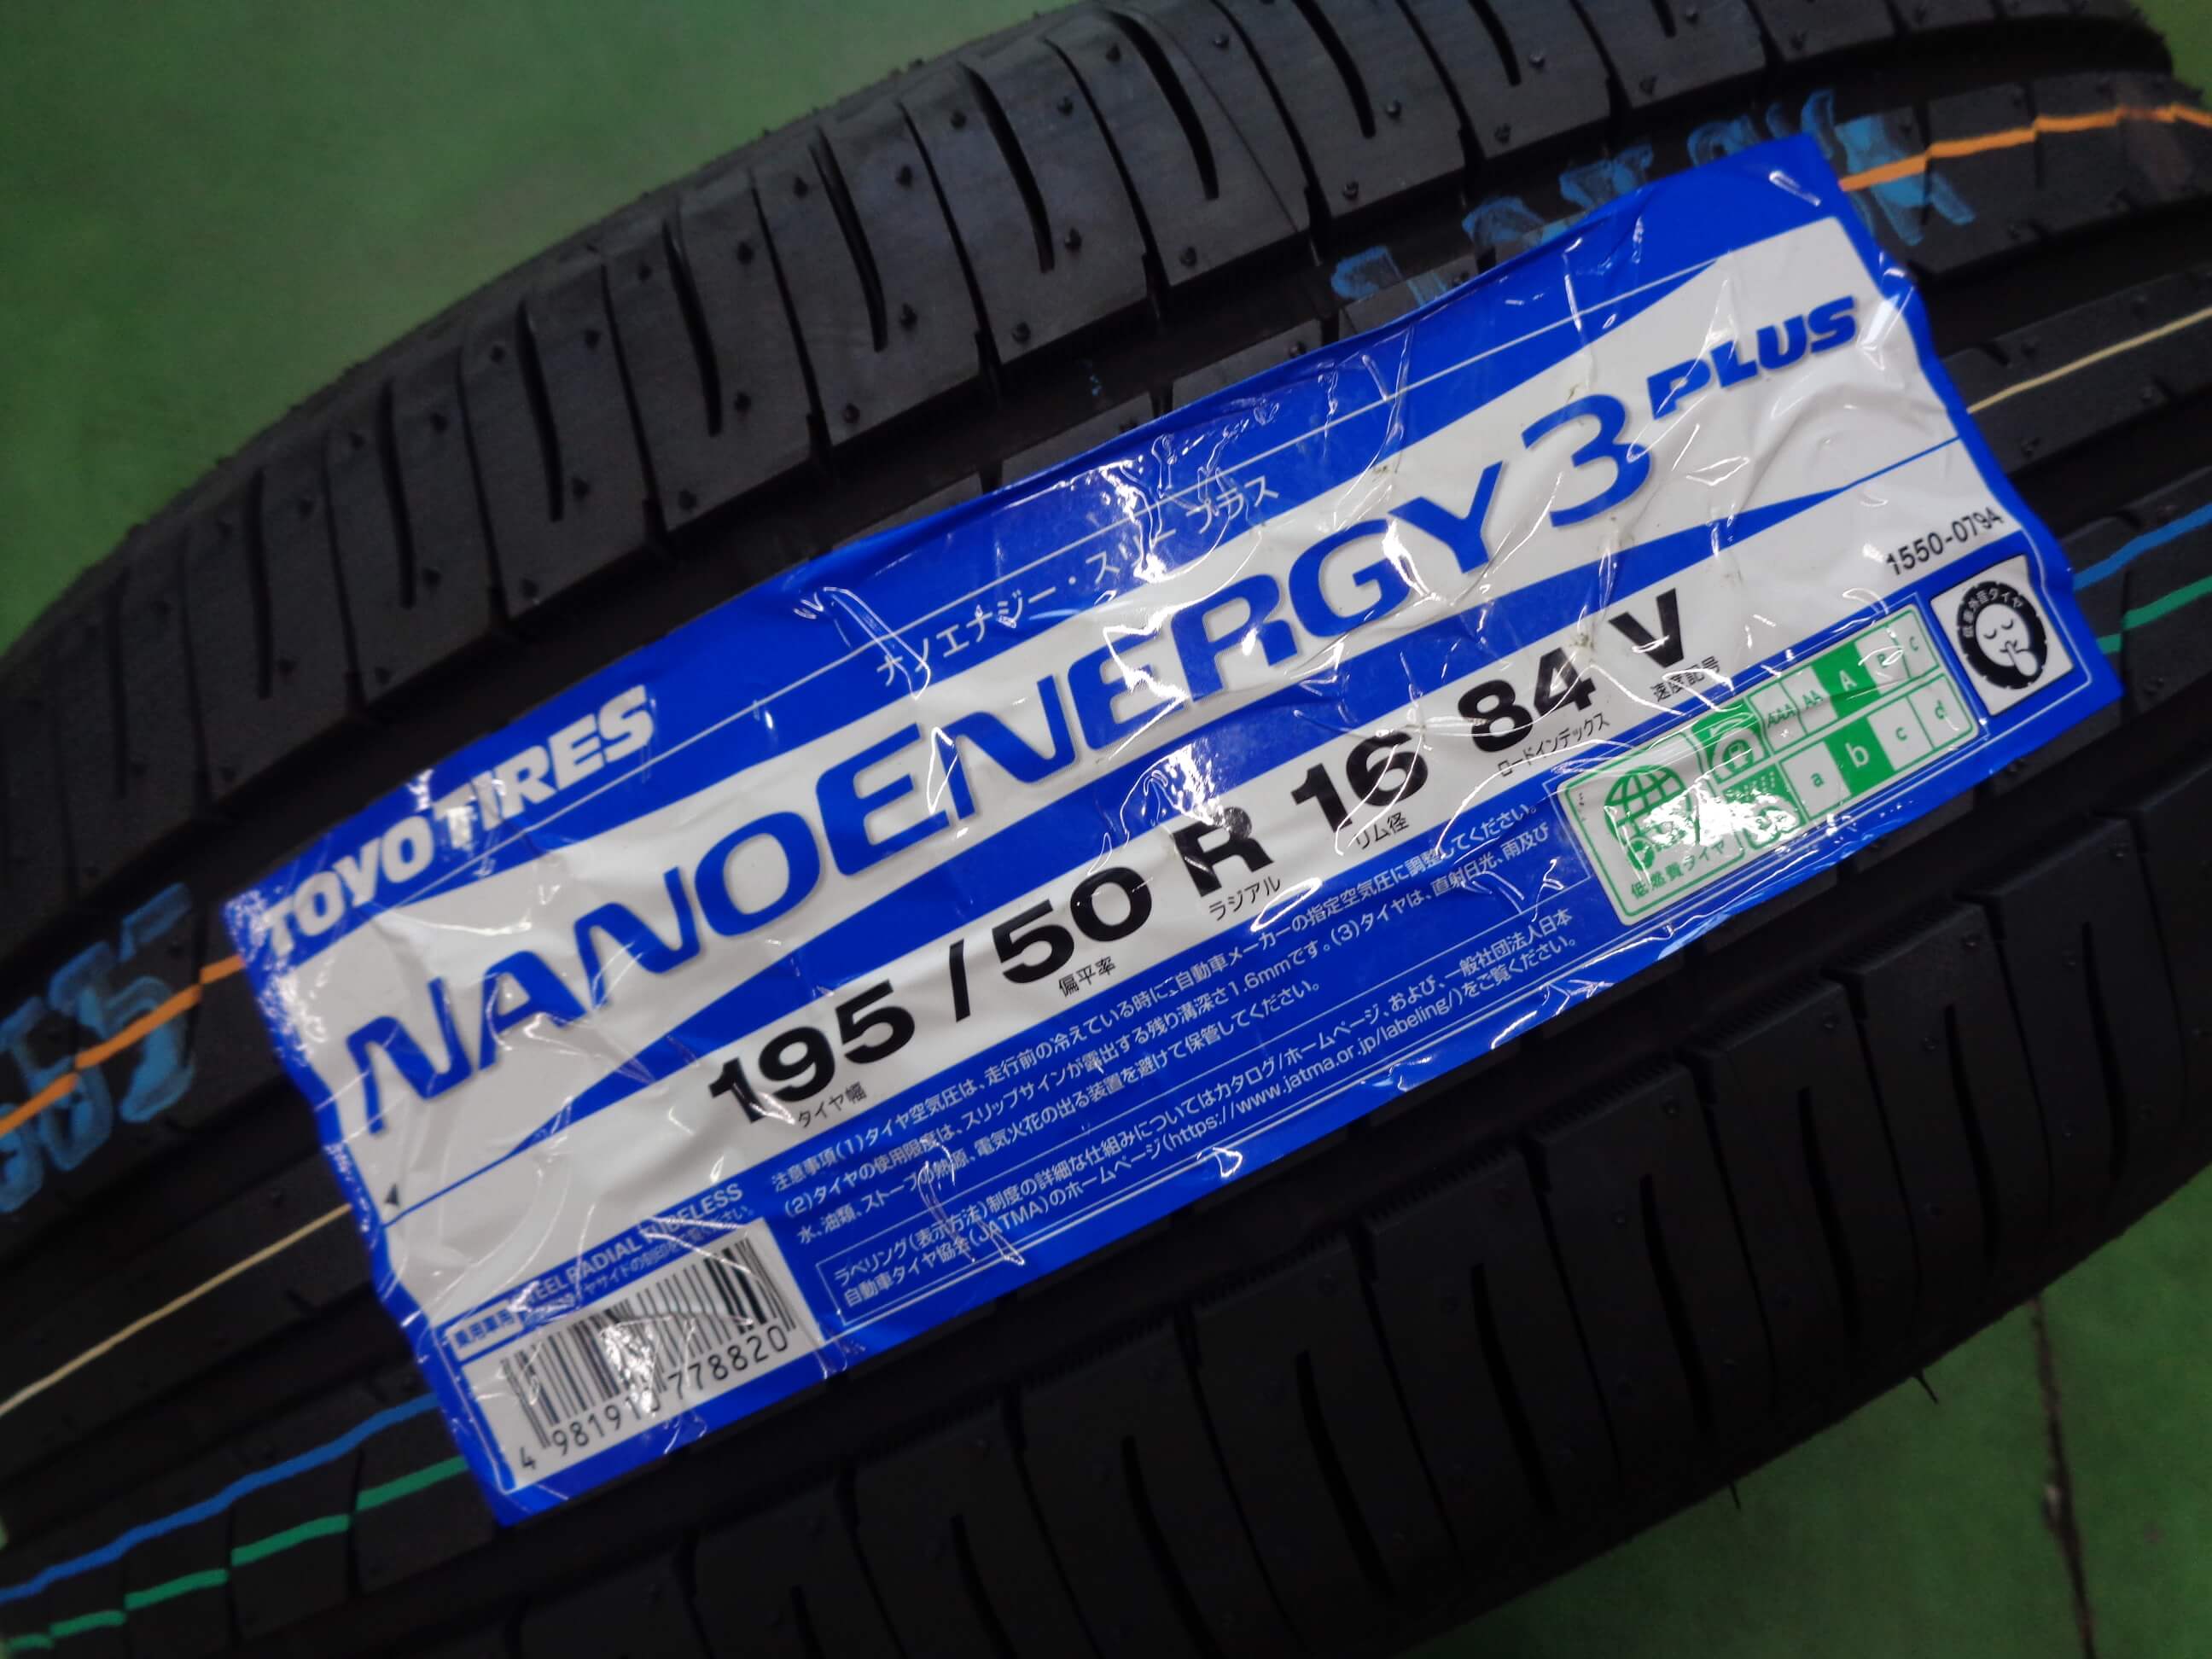 TOYO TIRES
ナノエナジー・スリー プラス
NANOENERGY 3 PLUS
195 / 50 R 16 84 V
タイヤ幅 偏平率 ラジアル リム径 ロードインデックス 速度記号
1550-0794
低車外音タイヤ
AAA AA A B C
a b c d
低燃費タイヤ
注意事項(1)タイヤ空気圧は、走行前の冷えている時に、自動車メーカーの指定空気圧に調整してください。
(2)タイヤの使用限度は、スリップサインが露出する残り溝深さ1.6mmです。(3)タイヤは、直射日光、雨及び
水、油類、ストーブの熱源、電気火花の出る装置を避けて保管してください。
ラベリング(表示方法)制度の詳細な仕組みについてはカタログ/ホームページ、および、一般社団法人日本
自動車タイヤ協会(JATMA)のホームページ(https://www.jatma.or.jp/labeling/)をご覧ください。
乗用車用 STEEL RADIAL TUBELESS
778820